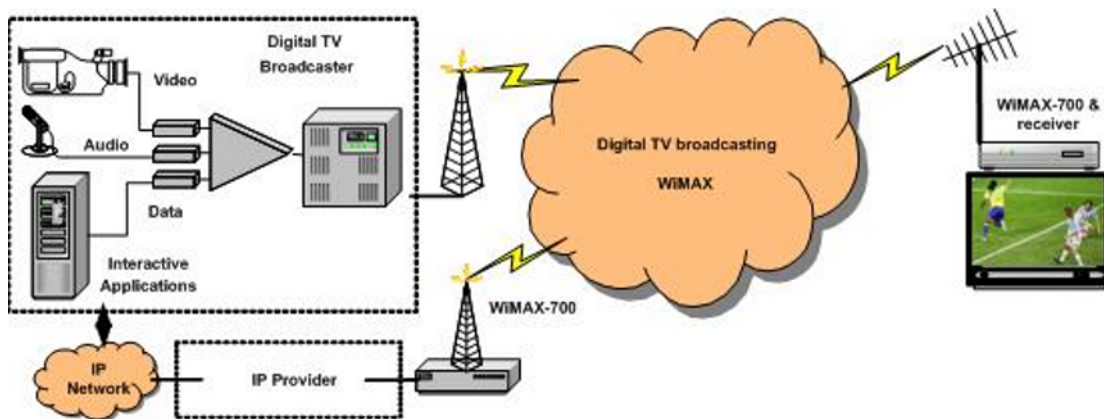 Digital TV
Broadcaster
Video
Audio
Data
Interactive
Applications
Digital TV broadcasting
WiMAX
WiMAX-700 &
receiver
WiMAX-700
IP
Network
IP Provider